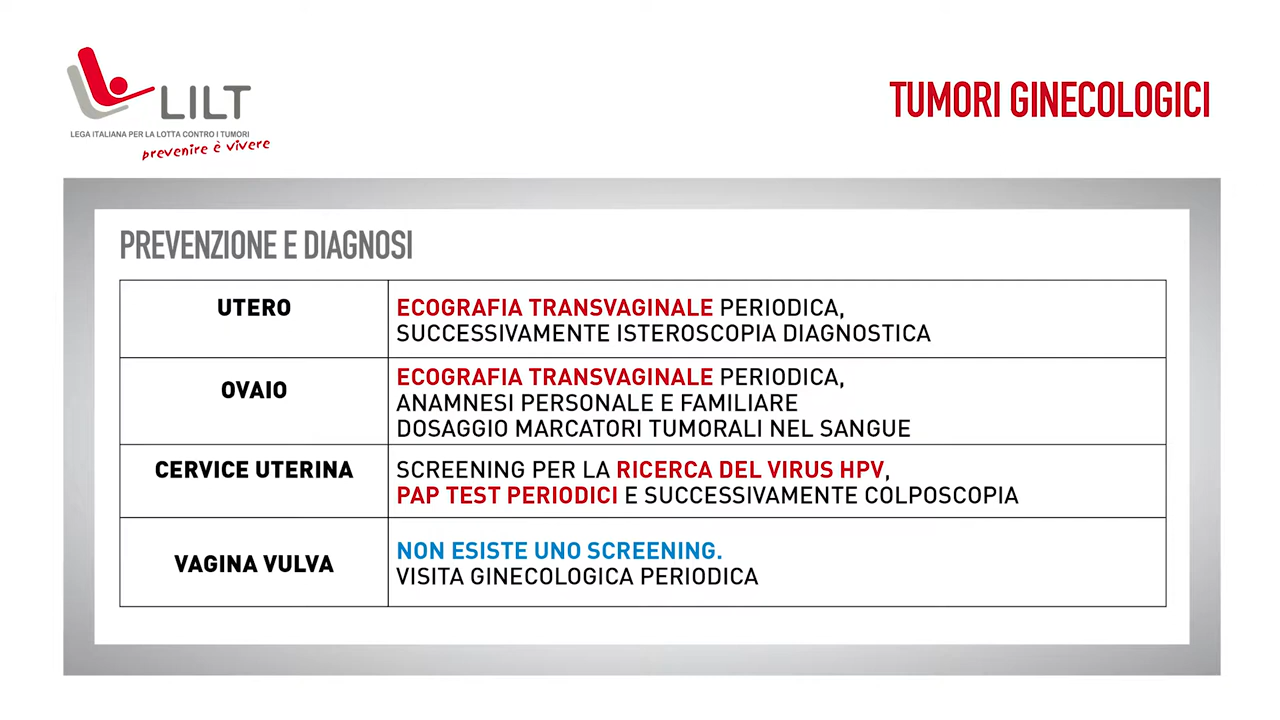 LILT
LEGA ITALIANA PER LA LOTTA CONTRO I TUMORI
prevenire è vivere
TUMORI GINECOLOGICI
PREVENZIONE E DIAGNOSI
UTERO
ECOGRAFIA TRANSVAGINALE PERIODICA,
SUCCESSIVAMENTE ISTEROSCOPIA DIAGNOSTICA
OVAIO
ECOGRAFIA TRANSVAGINALE PERIODICA,
ANAMNESI PERSONALE E FAMILIARE
DOSAGGIO MARCATORI TUMORALI NEL SANGUE
CERVICE UTERINA
SCREENING PER LA RICERCA DEL VIRUS HPV,
PAP TEST PERIODICI E SUCCESSIVAMENTE COLPOSCOPIA
VAGINA VULVA
NON ESISTE UNO SCREENING.
VISITA GINECOLOGICA PERIODICA